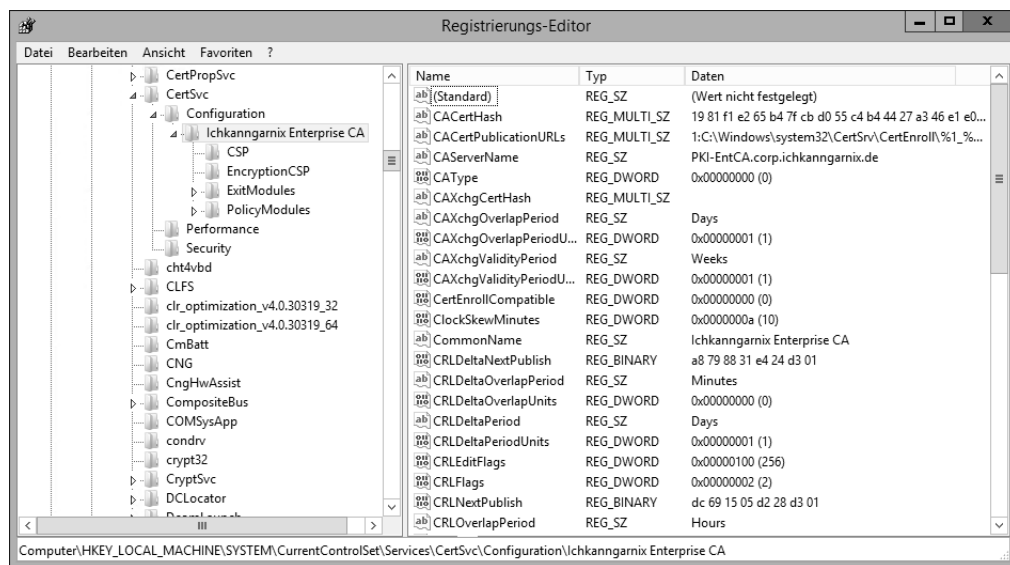 Registrierungs-Editor
Datei Bearbeiten Ansicht Favoriten ?
CertPropSvc
CertSvc
Configuration
Ichkanngarnix Enterprise CA
CSP
EncryptionCSP
ExitModules
PolicyModules
Performance
Security
cht4vbd
CLFS
clr_optimization_v4.0.30319_32
clr_optimization_v4.0.30319_64
CmBatt
CNG
CngHwAssist
CompositeBus
COMSysApp
condrv
crypt32
CryptSvc
DCLocator
Name Typ Daten
(Standard) REG_SZ (Wert nicht festgelegt)
CACertHash REG_MULTI_SZ 19 81 f1 e2 65 b4 7f cb d0 55 c4 b4 44 27 a3 46 e1 e0...
CACertPublicationURLs REG_MULTI_SZ 1:C:\Windows\system32\CertSrv\CertEnroll\%1_%...
CAServerName REG_SZ PKI-EntCA.corp.ichkanngarnix.de
CAType REG_DWORD 0x00000000 (0)
CAXchgCertHash REG_MULTI_SZ
CAXchgOverlapPeriod REG_SZ Days
CAXchgOverlapPeriodU... REG_DWORD 0x00000001 (1)
CAXchgValidityPeriod REG_SZ Weeks
CAXchgValidityPeriodU... REG_DWORD 0x00000001 (1)
CertEnrollCompatible REG_DWORD 0x00000000 (0)
ClockSkewMinutes REG_DWORD 0x0000000a (10)
CommonName REG_SZ Ichkanngarnix Enterprise CA
CRLDeltaNextPublish REG_BINARY a8 79 88 31 e4 24 d3 01
CRLDeltaOverlapPeriod REG_SZ Minutes
CRLDeltaOverlapUnits REG_DWORD 0x00000000 (0)
CRLDeltaPeriod REG_SZ Days
CRLDeltaPeriodUnits REG_DWORD 0x00000001 (1)
CRLEditFlags REG_DWORD 0x00000100 (256)
CRLFlags REG_DWORD 0x00000002 (2)
CRLNextPublish REG_BINARY dc 69 15 05 d2 28 d3 01
CRLOverlapPeriod REG_SZ Hours
Computer\HKEY_LOCAL_MACHINE\SYSTEM\CurrentControlSet\Services\CertSvc\Configuration\Ichkanngarnix Enterprise CA